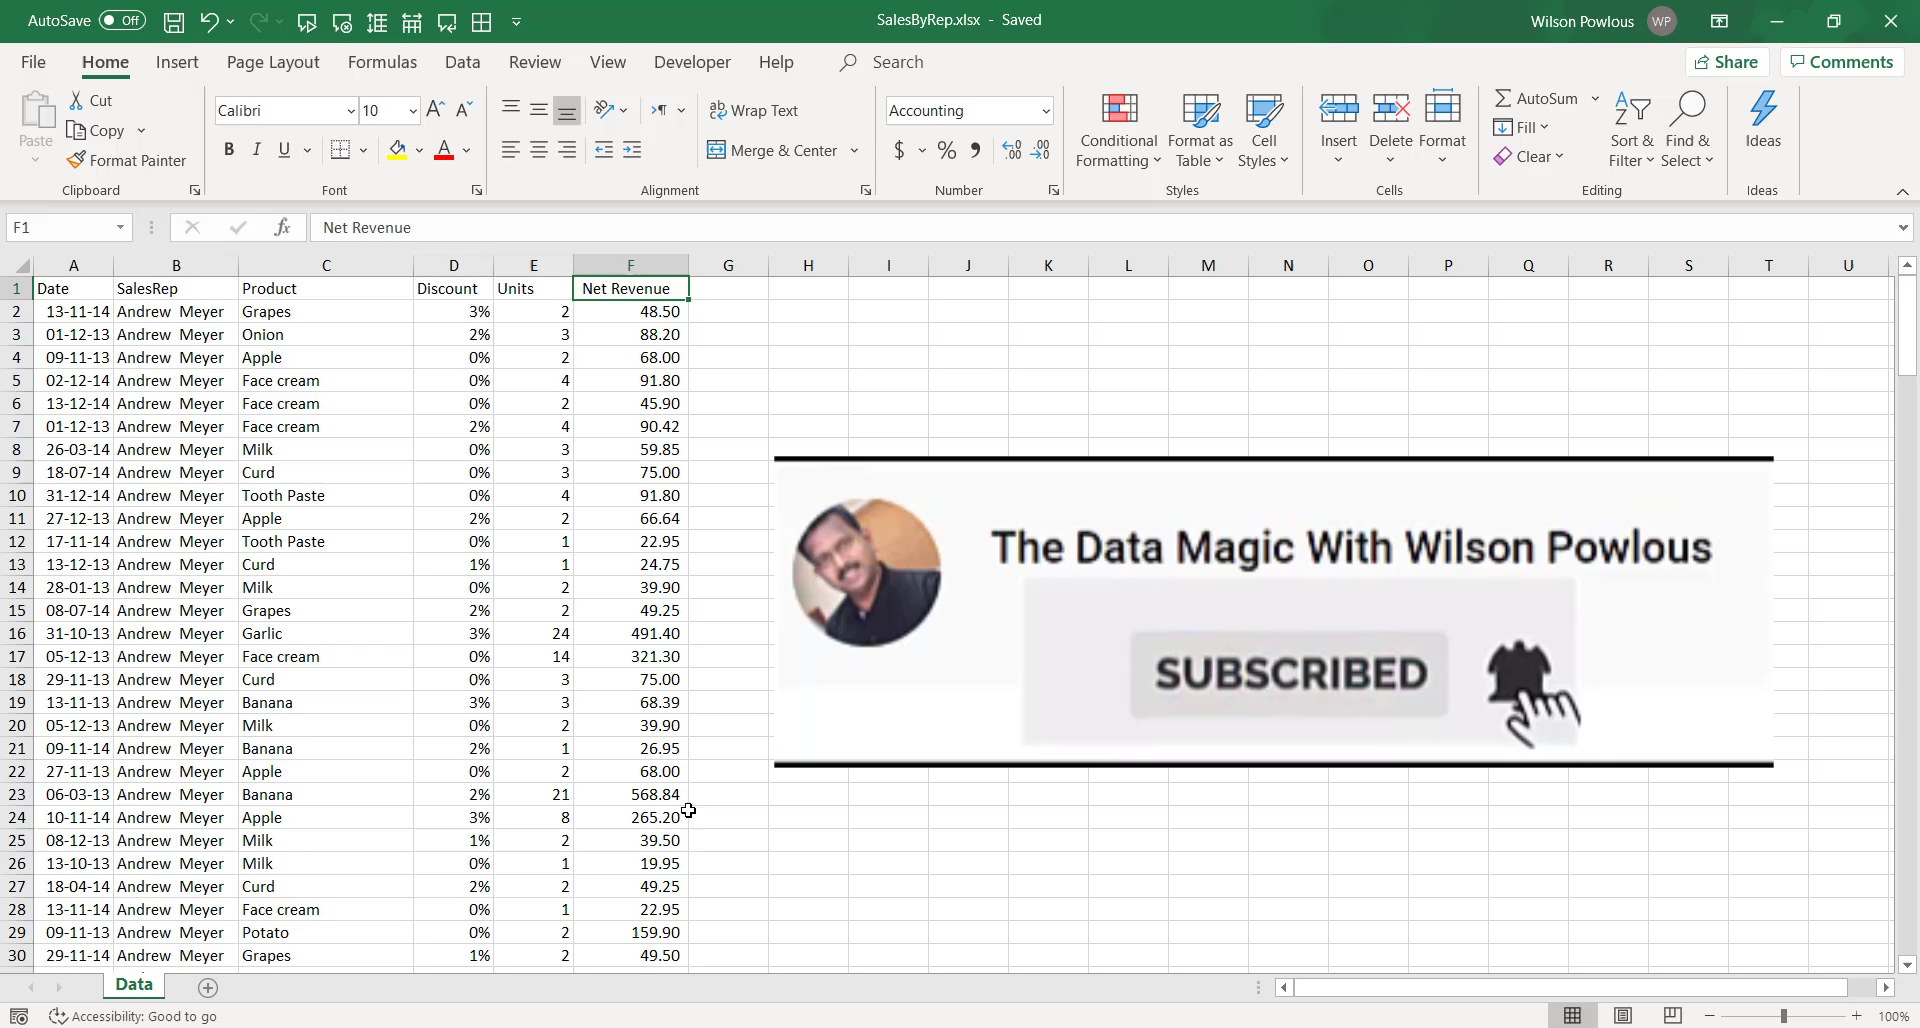 AutoSave Off
SalesByRep.xlsx - Saved
Wilson Powlous WP
File Home Insert Page Layout Formulas Data Review View Developer Help Search Share Comments
Paste Cut Copy Format Painter Clipboard
Calibri 10 B I U A Font
Wrap Text Merge & Center Alignment
Accounting $ % Number
Conditional Formatting Format as Table Cell Styles Styles
Insert Delete Format Cells
AutoSum Fill Clear Sort & Filter Find & Select Editing
Ideas Ideas
F1 fx Net Revenue
A B C D E F G H I J K L M N O P Q R S T U
1 Date SalesRep Product Discount Units Net Revenue
2 13-11-14 Andrew Meyer Grapes 3% 2 48.50
3 01-12-13 Andrew Meyer Onion 2% 3 88.20
4 09-11-13 Andrew Meyer Apple 0% 2 68.00
5 02-12-14 Andrew Meyer Face cream 0% 4 91.80
6 13-12-14 Andrew Meyer Face cream 0% 2 45.90
7 01-12-13 Andrew Meyer Face cream 2% 4 90.42
8 26-03-14 Andrew Meyer Milk 0% 3 59.85
9 18-07-14 Andrew Meyer Curd 0% 3 75.00
10 31-12-14 Andrew Meyer Tooth Paste 0% 4 91.80
11 27-12-13 Andrew Meyer Apple 2% 2 66.64
12 17-11-14 Andrew Meyer Tooth Paste 0% 1 22.95
13 13-12-13 Andrew Meyer Curd 1% 1 24.75
14 28-01-13 Andrew Meyer Milk 0% 2 39.90
15 08-07-14 Andrew Meyer Grapes 2% 2 49.25
16 31-10-13 Andrew Meyer Garlic 3% 24 491.40
17 05-12-13 Andrew Meyer Face cream 0% 14 321.30
18 29-11-13 Andrew Meyer Curd 0% 3 75.00
19 13-11-13 Andrew Meyer Banana 3% 3 68.39
20 05-12-13 Andrew Meyer Milk 0% 2 39.90
21 09-11-14 Andrew Meyer Banana 2% 1 26.95
22 27-11-13 Andrew Meyer Apple 0% 2 68.00
23 06-03-13 Andrew Meyer Banana 2% 21 568.84
24 10-11-14 Andrew Meyer Apple 3% 8 265.20
25 08-12-13 Andrew Meyer Milk 1% 2 39.50
26 13-10-13 Andrew Meyer Milk 0% 1 19.95
27 18-04-14 Andrew Meyer Curd 2% 2 49.25
28 13-11-14 Andrew Meyer Face cream 0% 1 22.95
29 09-11-13 Andrew Meyer Potato 0% 2 159.90
30 29-11-14 Andrew Meyer Grapes 1% 2 49.50
The Data Magic With Wilson Powlous
SUBSCRIBED
Data
Accessibility: Good to go
100%